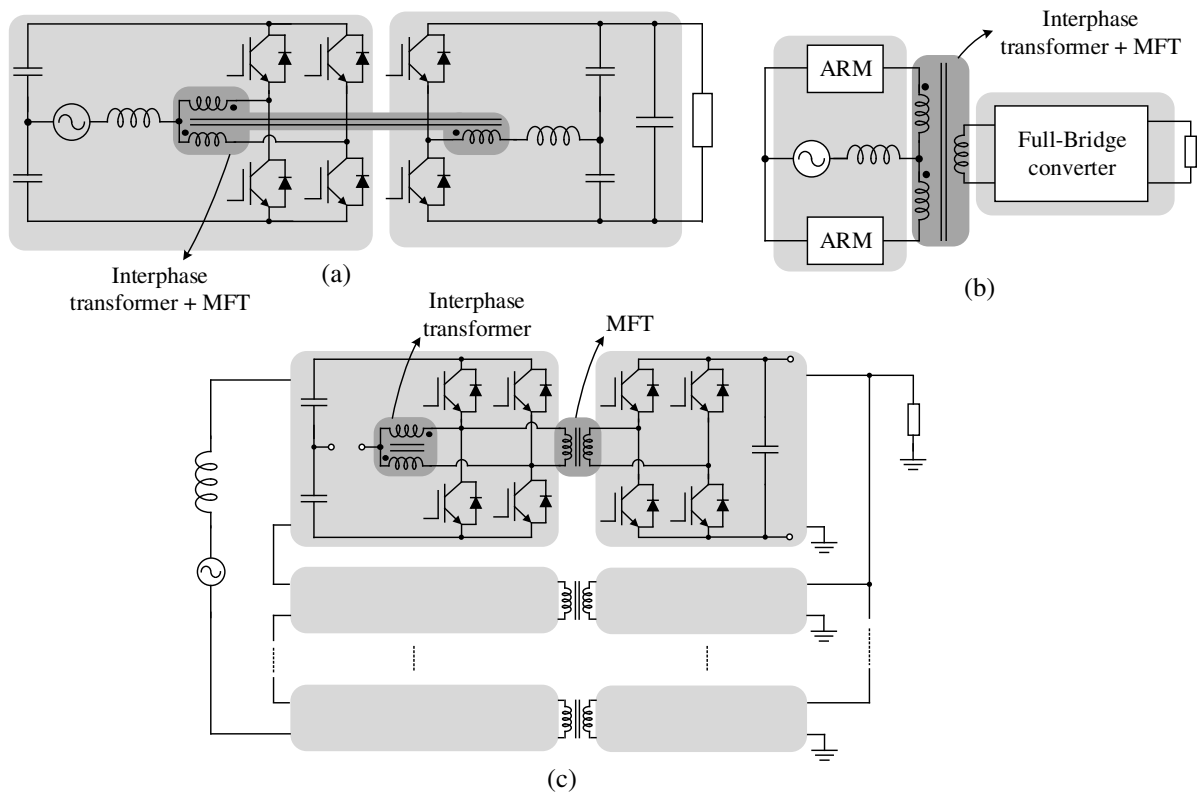 Interphase
transformer + MFT
(a)
ARM
ARM
Interphase
transformer + MFT
Full-Bridge
converter
(b)
Interphase
transformer
MFT
(c)